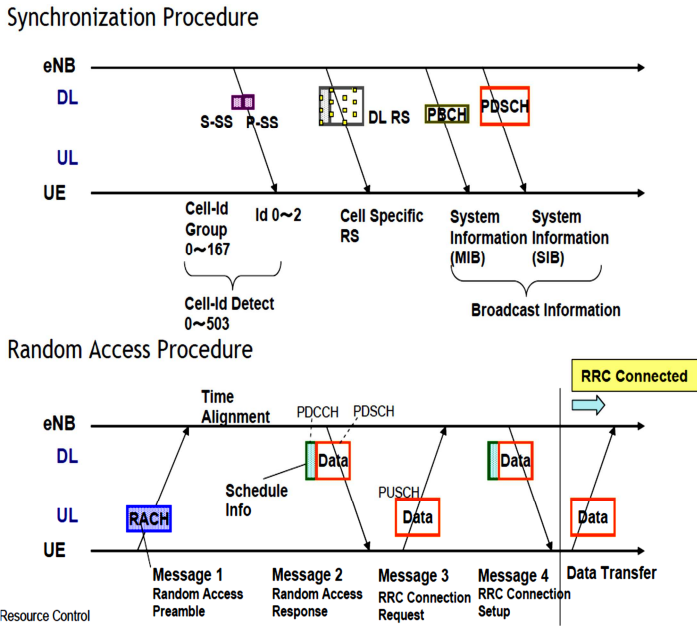 Synchronization Procedure
eNB
DL
S-SS P-SS
DL RS
PBCH
PDSCH
UL
UE
Cell-Id
Group
0~167
Id 0~2
Cell Specific
RS
System
Information
(MIB)
System
Information
(SIB)
Cell-Id Detect
0~503
Broadcast Information
Random Access Procedure
RRC Connected
Time
Alignment
eNB
PDCCH
PDSCH
DL
Data
Data
Schedule
Info
PUSCH
UL
RACH
Data
Data
UE
Message 1
Random Access
Preamble
Message 2
Random Access
Response
Message 3
RRC Connection
Request
Message 4
RRC Connection
Setup
Data Transfer
Resource Control